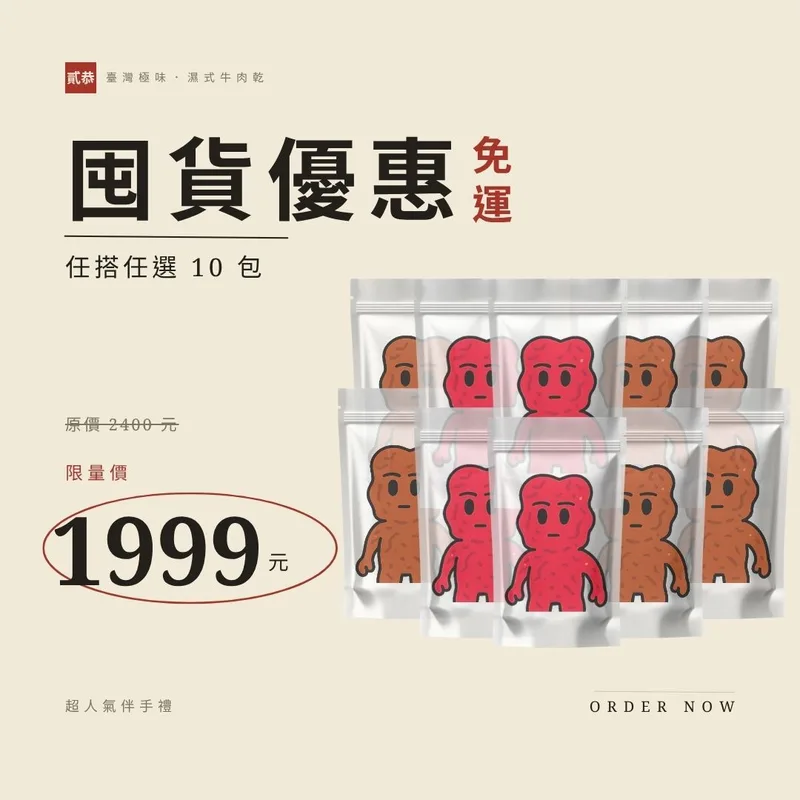 貳恭 臺灣極味·濕式牛肉乾
囤貨優惠 免運
任搭任選 10 包
原價 2400 元
限量價
1999 元
超人氣伴手禮
ORDER NOW